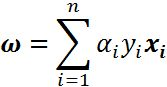 ω = ∑_{i=1}^{n} α_i y_i x_i